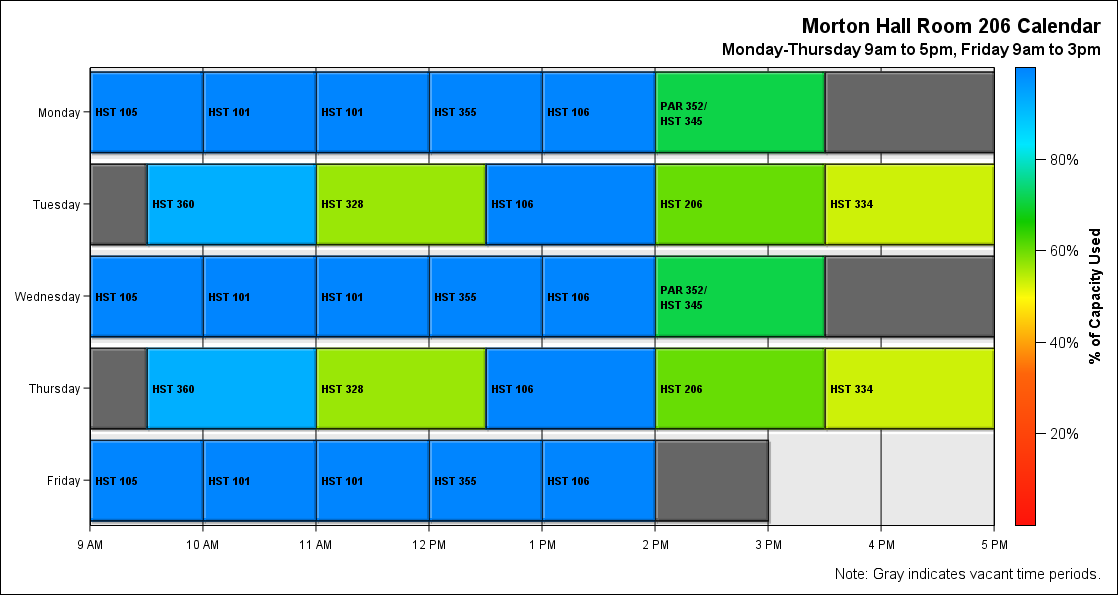 Morton Hall Room 206 Calendar
Monday-Thursday 9am to 5pm, Friday 9am to 3pm
Monday
HST 105
HST 101
HST 101
HST 355
HST 106
PAR 352/
HST 345
Tuesday
HST 360
HST 328
HST 106
HST 206
HST 334
Wednesday
HST 105
HST 101
HST 101
HST 355
HST 106
PAR 352/
HST 345
Thursday
HST 360
HST 328
HST 106
HST 206
HST 334
Friday
HST 105
HST 101
HST 101
HST 355
HST 106
9 AM
10 AM
11 AM
12 PM
1 PM
2 PM
3 PM
4 PM
5 PM
80%
60%
40%
20%
% of Capacity Used
Note: Gray indicates vacant time periods.